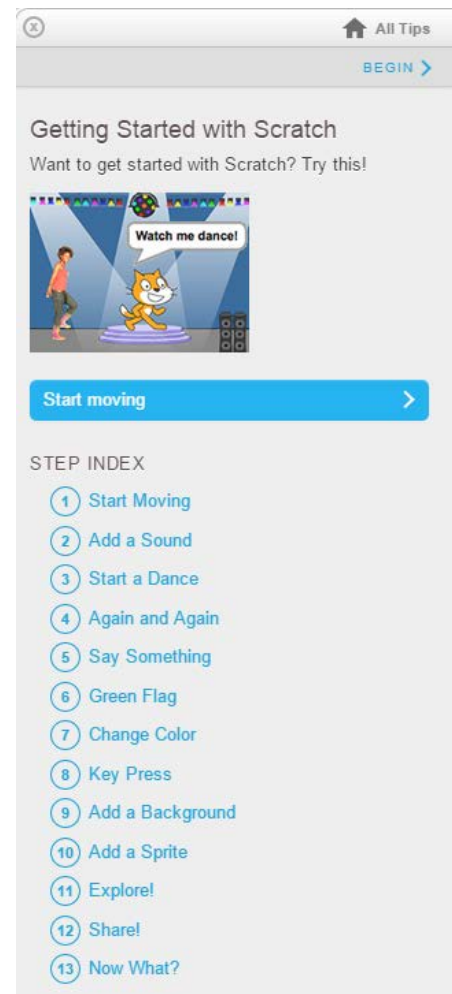 All Tips
BEGIN
Getting Started with Scratch
Want to get started with Scratch? Try this!
Watch me dance!
Start moving
STEP INDEX
1 Start Moving
2 Add a Sound
3 Start a Dance
4 Again and Again
5 Say Something
6 Green Flag
7 Change Color
8 Key Press
9 Add a Background
10 Add a Sprite
11 Explore!
12 Share!
13 Now What?